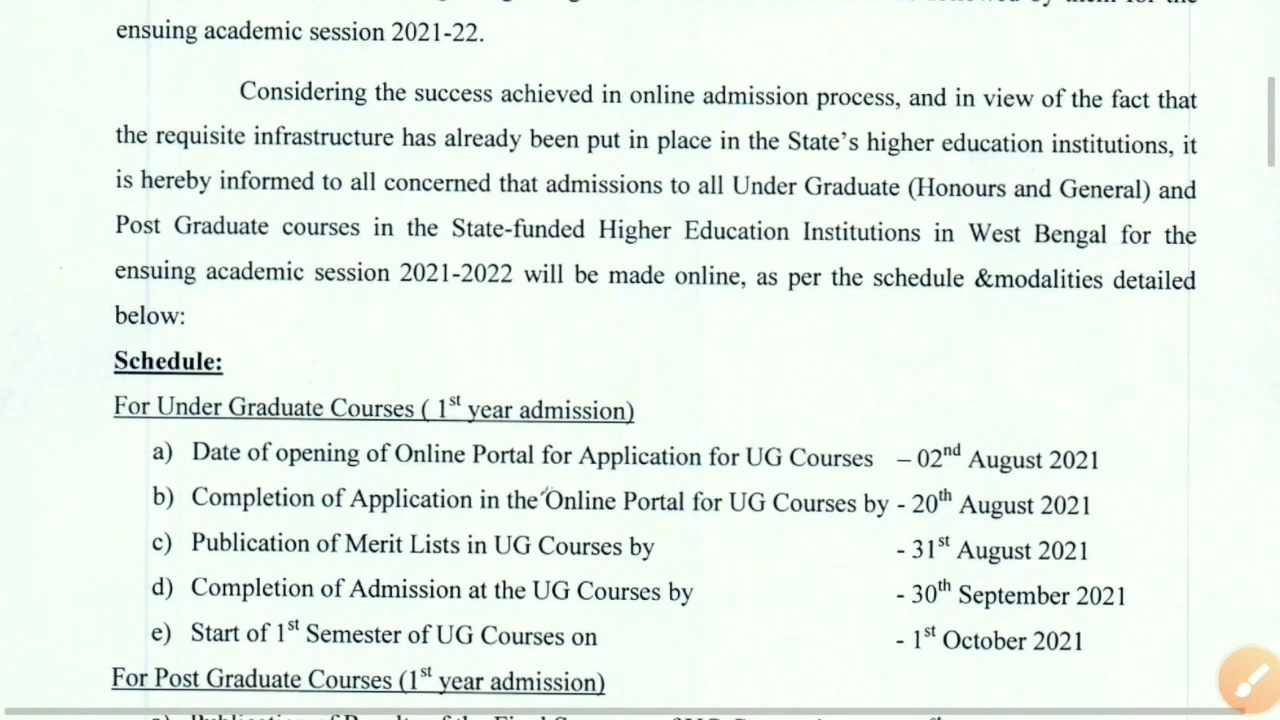 ensuing academic session 2021-22.
Considering the success achieved in online admission process, and in view of the fact that
the requisite infrastructure has already been put in place in the State's higher education institutions, it
is hereby informed to all concerned that admissions to all Under Graduate (Honours and General) and
Post Graduate courses in the State-funded Higher Education Institutions in West Bengal for the
ensuing academic session 2021-2022 will be made online, as per the schedule &modalities detailed
below:
Schedule:
For Under Graduate Courses ( 1st year admission)
a) Date of opening of Online Portal for Application for UG Courses – 02nd August 2021
b) Completion of Application in the Online Portal for UG Courses by - 20th August 2021
c) Publication of Merit Lists in UG Courses by - 31st August 2021
d) Completion of Admission at the UG Courses by - 30th September 2021
e) Start of 1st Semester of UG Courses on - 1st October 2021
For Post Graduate Courses (1st year admission)